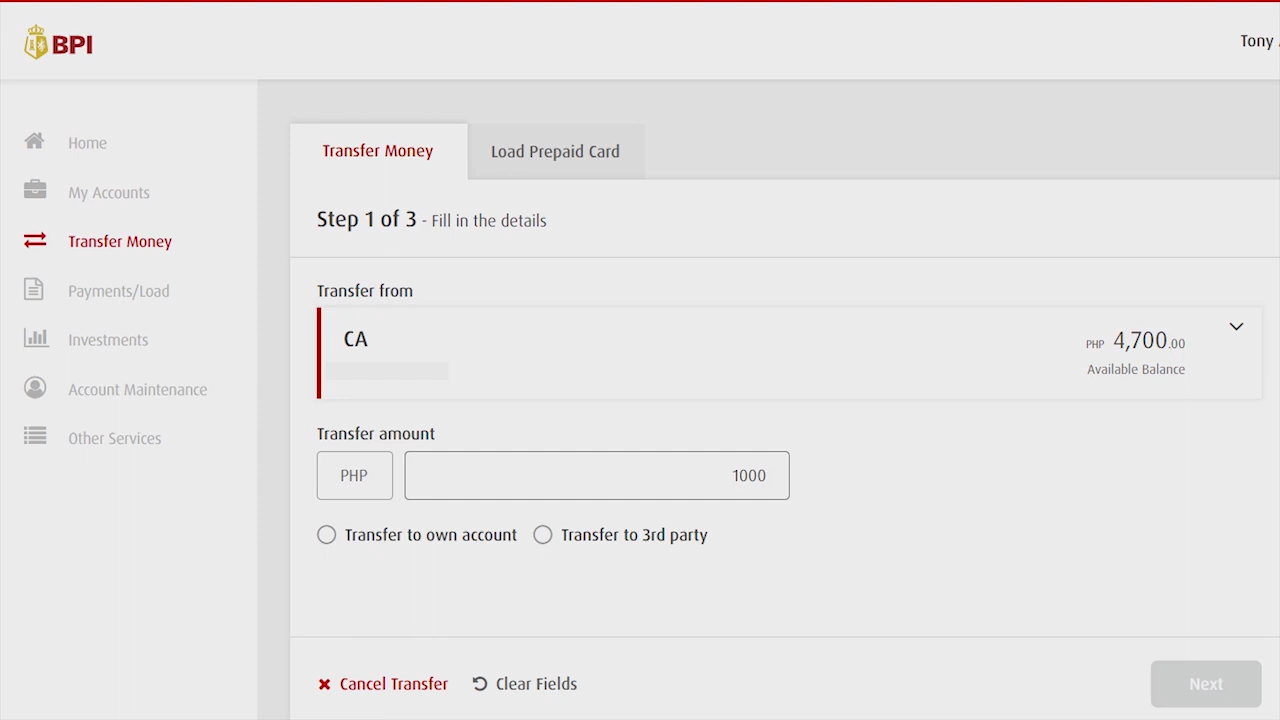 BPI
Tony
Home
My Accounts
Transfer Money
Payments/Load
Investments
Account Maintenance
Other Services
Transfer Money
Load Prepaid Card
Step 1 of 3 - Fill in the details
Transfer from
CA
PHP 4,700.00
Available Balance
Transfer amount
PHP
1000
Transfer to own account
Transfer to 3rd party
Cancel Transfer
Clear Fields
Next